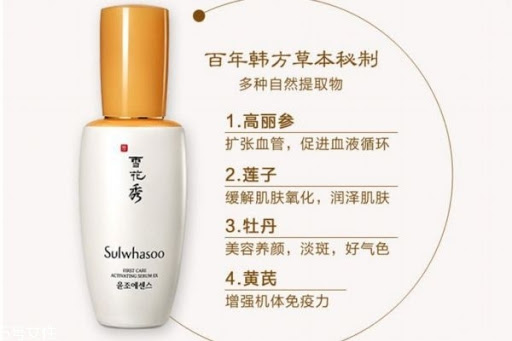 百年韩方草本秘制
多种自然提取物
1.高丽参
扩张血管，促进血液循环
2.莲子
缓解肌肤氧化，润泽肌肤
3.牡丹
美容养颜，淡斑，好气色
4.黄芪
增强机体免疫力
雪花秀
Sulwhasoo
FIRST CARE
ACTIVATING SERUM EX
윤조에센스